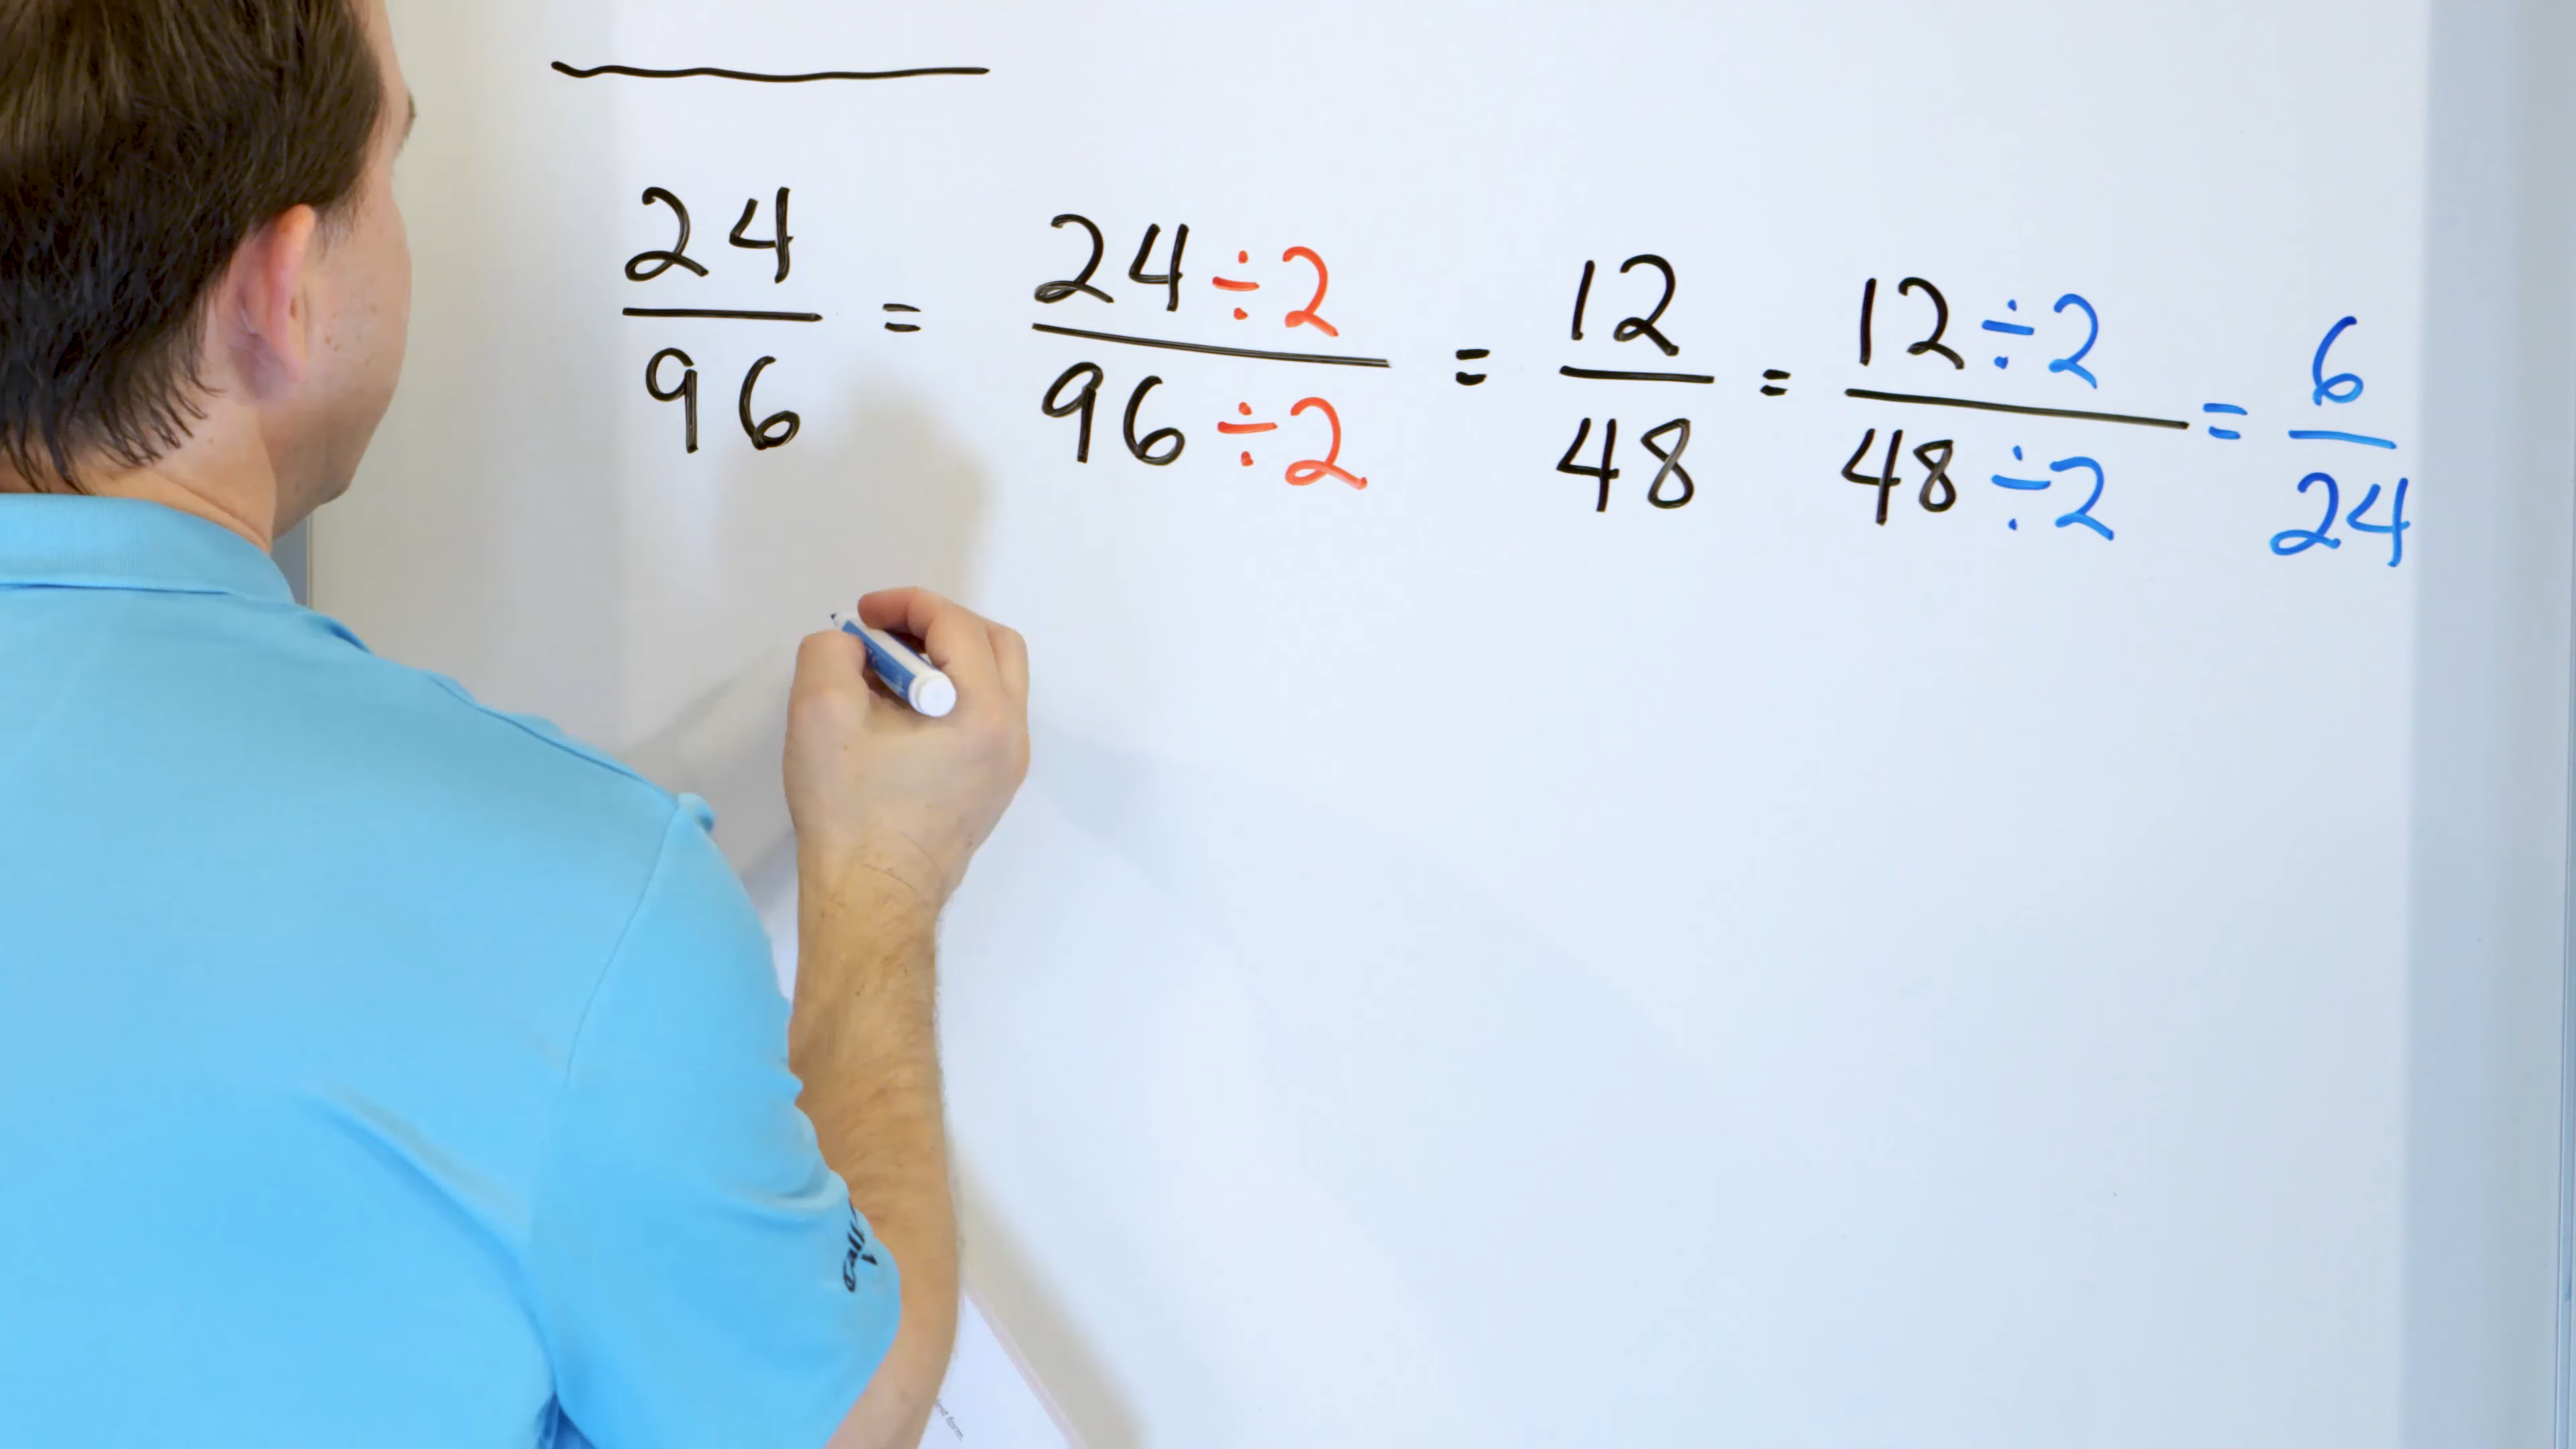 24/96 = 24÷2/96÷2 = 12/48 = 12÷2/48÷2 = 6/24